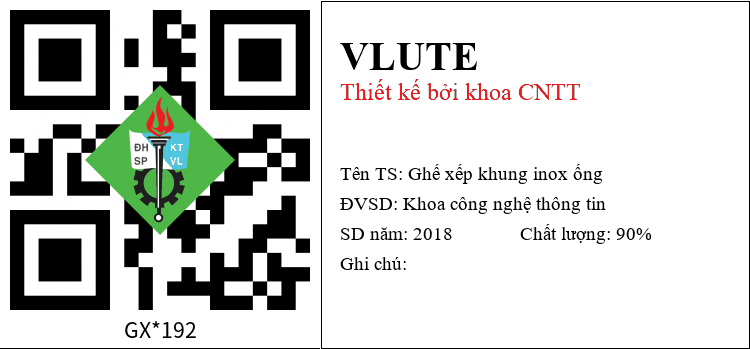 ĐH KT
SP VL
GX*192
VLUTE
Thiết kế bởi khoa CNTT
Tên TS: Ghế xếp khung inox ống
ĐVSD: Khoa công nghệ thông tin
SD năm: 2018 Chất lượng: 90%
Ghi chú: